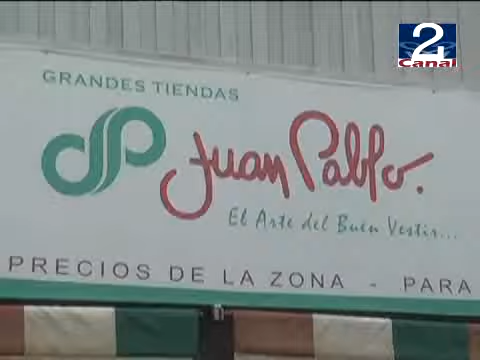 2
Canal
GRANDES TIENDAS
JP Juan Pablo.
El Arte del Buen Vestir...
PRECIOS DE LA ZONA - PARA